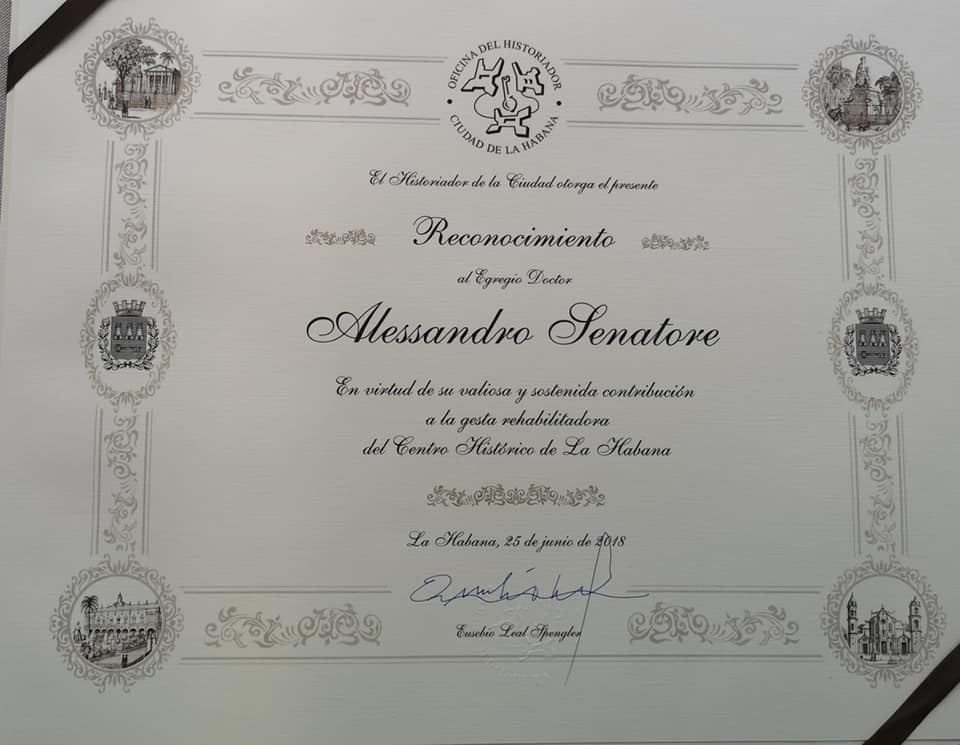 OFICINA DEL HISTORIADOR
CIUDAD DE LA HABANA
El Historiador de la Ciudad otorga el presente
Reconocimiento
al Egregio Doctor
Alessandro Senatore
En virtud de su valiosa y sostenida contribución
a la gesta rehabilitadora
del Centro Histórico de La Habana
La Habana, 25 de junio de 2018
Eusebio Leal Spengler